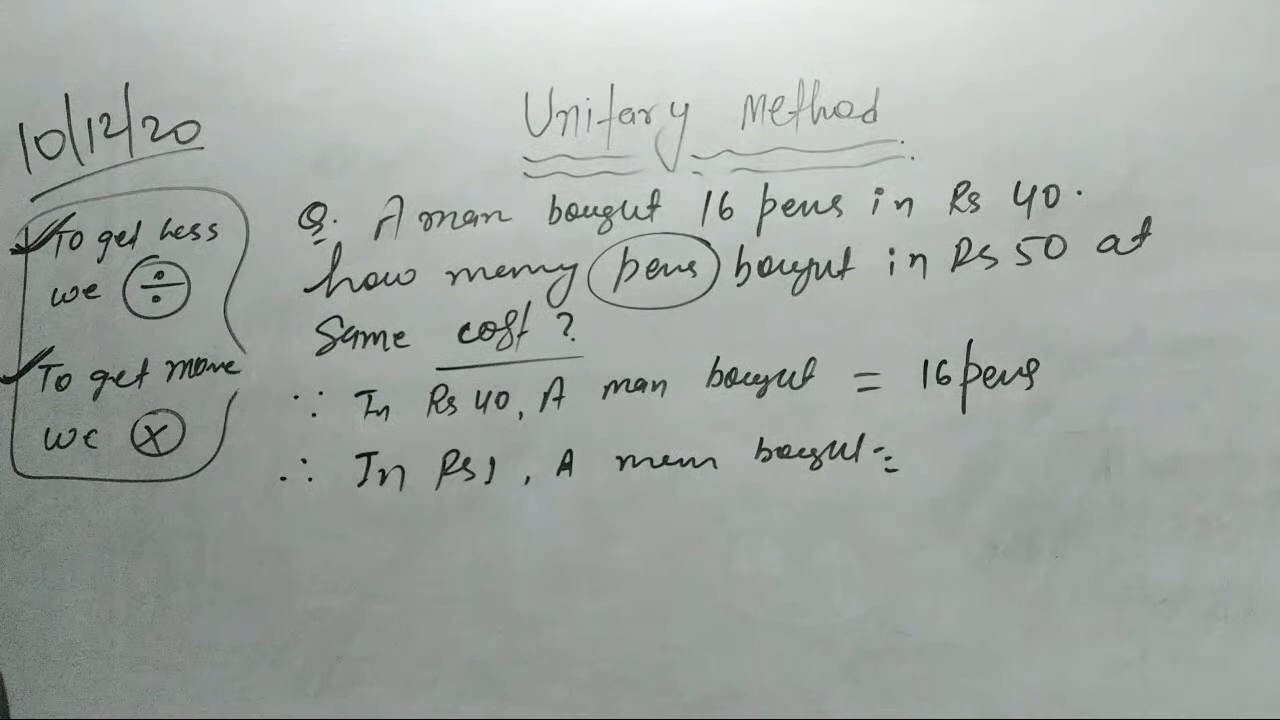 Unitary Method
10/12/20
To get Less
we ÷
To get more
we ×
Q. A man bought 16 pens in Rs 40.
how meny pens bought in Rs 50 at
Same cost ?
∵ In Rs 40, A man bought = 16 pens
∴ In Rs 1, A men bought =